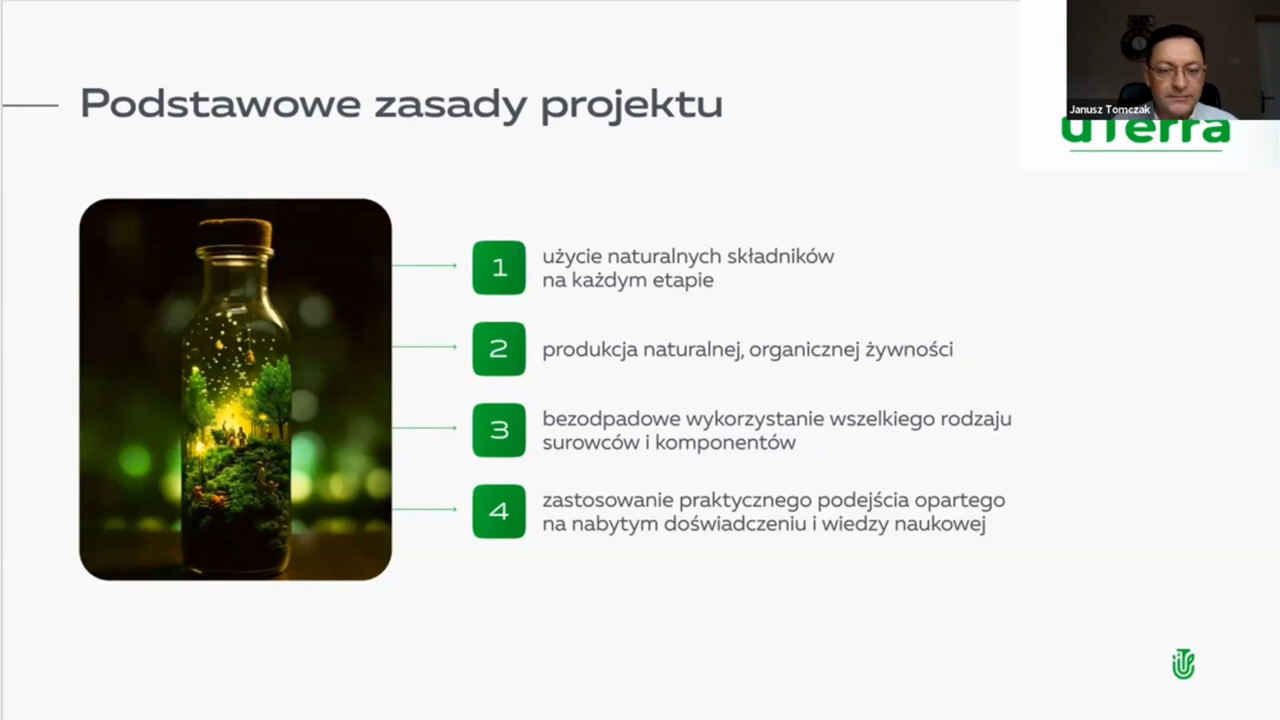 Podstawowe zasady projektu
Janusz Tomczak
uTerra
1
użycie naturalnych składników
na każdym etapie
2
produkcja naturalnej, organicznej żywności
3
bezodpadowe wykorzystanie wszelkiego rodzaju
surowców i komponentów
4
zastosowanie praktycznego podejścia opartego
na nabytym doświadczeniu i wiedzy naukowej